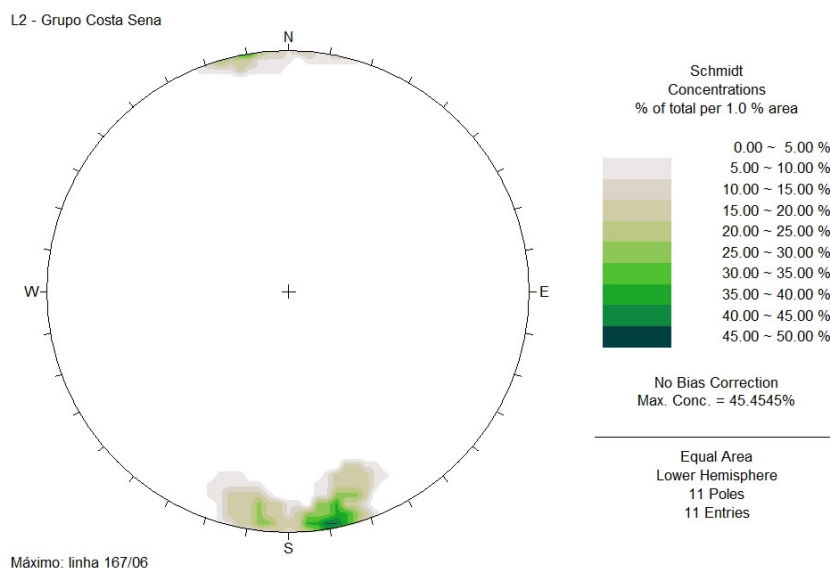 L2 - Grupo Costa Sena
N
W
E
S
Máximo: linha 167/06
Schmidt
Concentrations
% of total per 1.0 % area
0.00 ~ 5.00 %
5.00 ~ 10.00 %
10.00 ~ 15.00 %
15.00 ~ 20.00 %
20.00 ~ 25.00 %
25.00 ~ 30.00 %
30.00 ~ 35.00 %
35.00 ~ 40.00 %
40.00 ~ 45.00 %
45.00 ~ 50.00 %
No Bias Correction
Max. Conc. = 45.4545%
Equal Area
Lower Hemisphere
11 Poles
11 Entries